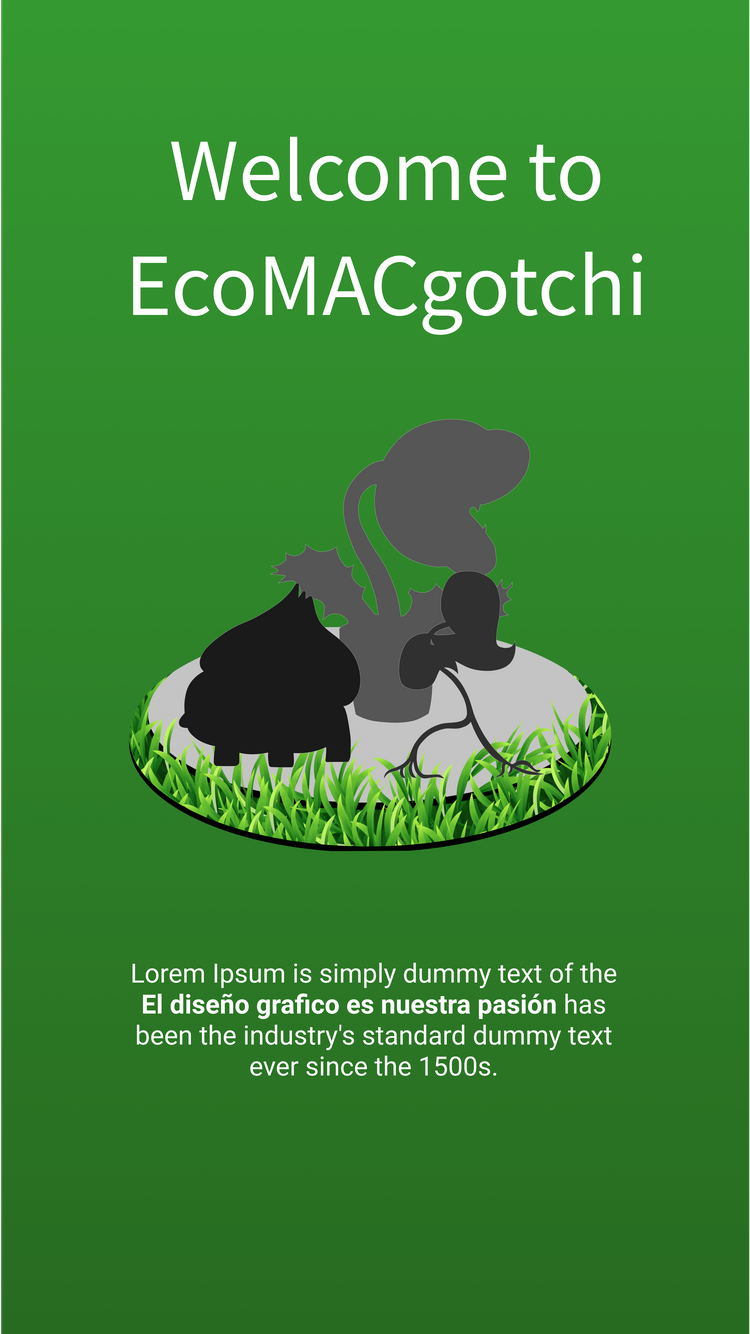 Welcome to
EcoMACgotchi
Lorem Ipsum is simply dummy text of the
El diseño grafico es nuestra pasión has
been the industry's standard dummy text
ever since the 1500s.